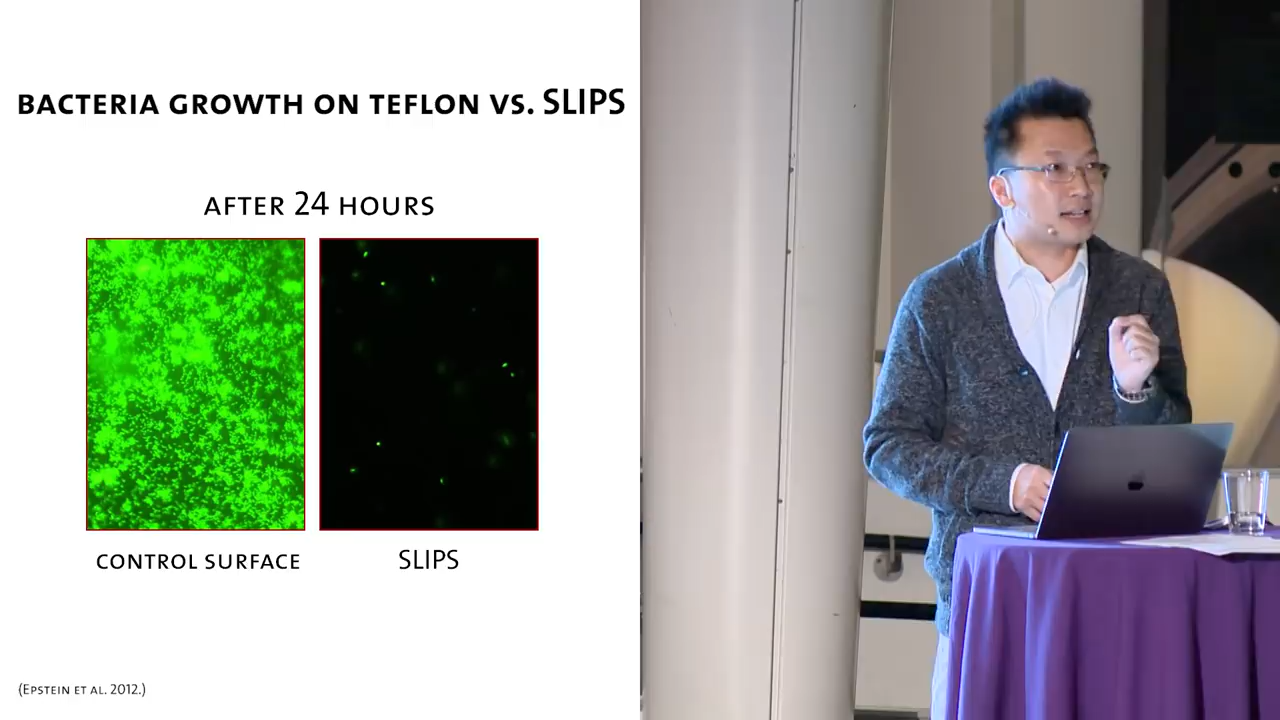 BACTERIA GROWTH ON TEFLON VS. SLIPS
AFTER 24 HOURS
CONTROL SURFACE
SLIPS
(EPSTEIN ET AL. 2012.)